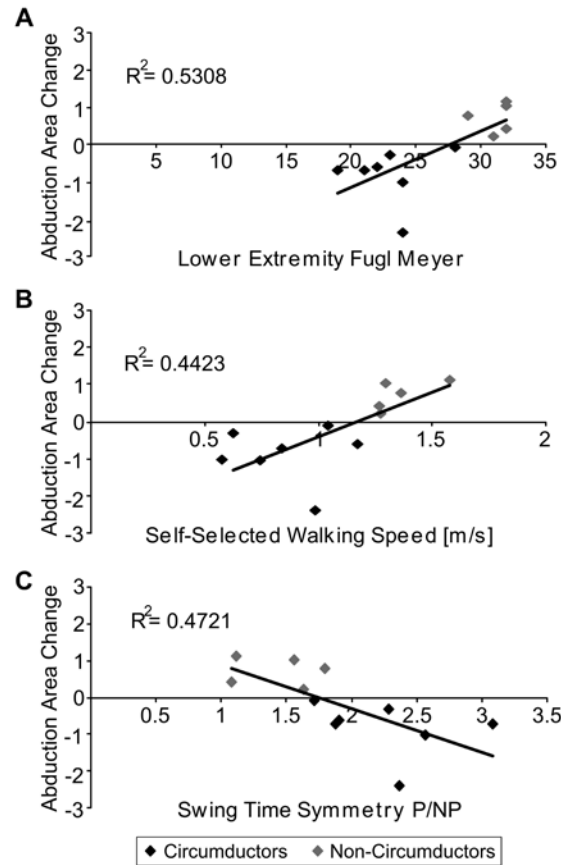 A
Abduction Area Change
3
2
1
0
-1
-2
-3
R2= 0.5308
5 10 15 20 25 30 35
Lower Extremity Fugl Meyer
B
Abduction Area Change
3
2
1
0
-1
-2
-3
R2= 0.4423
0.5 1 1.5 2
Self-Selected Walking Speed [m/s]
C
Abduction Area Change
3
2
1
0
-1
-2
-3
R2= 0.4721
0.5 1 1.5 2 2.5 3 3.5
Swing Time Symmetry P/NP
Circumductors Non-Circumductors